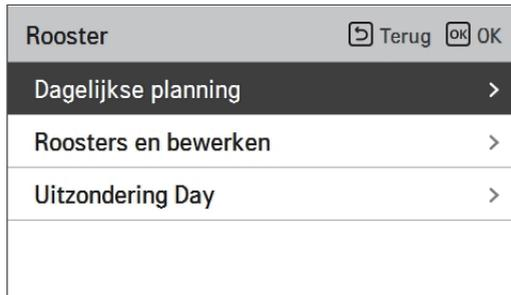 Rooster Terug OK OK
Dagelijkse planning >
Roosters en bewerken >
Uitzondering Day >